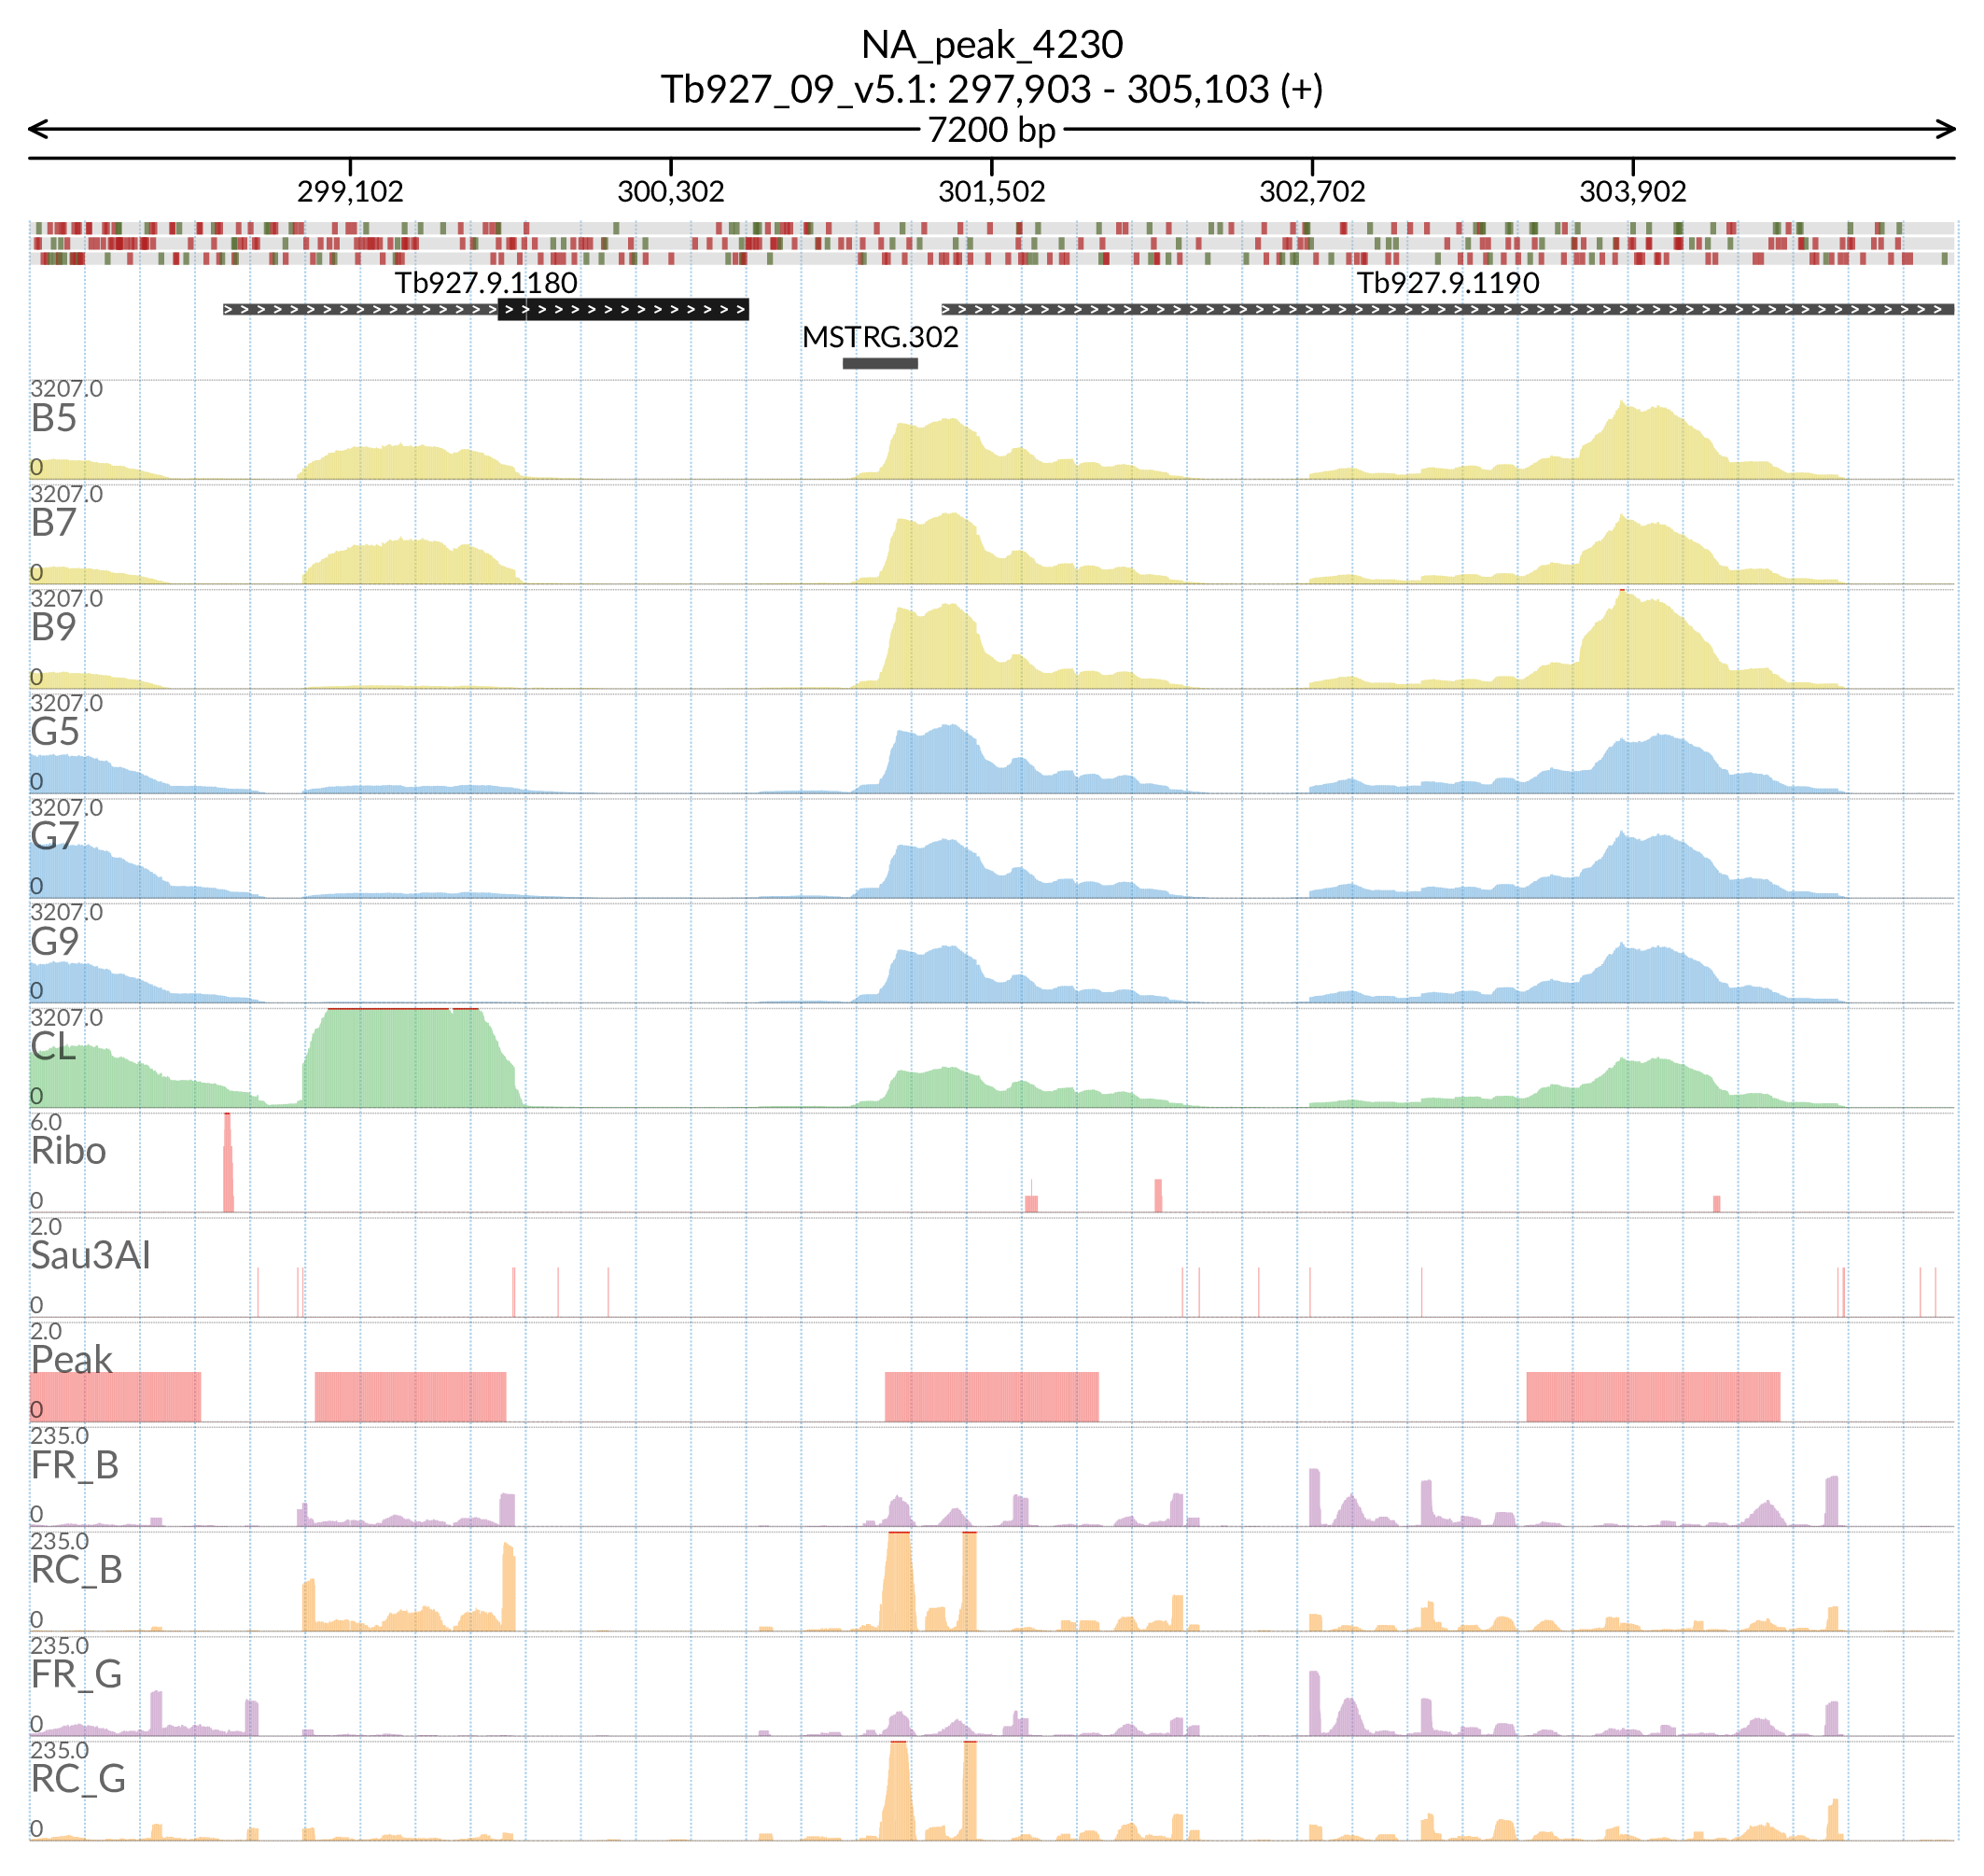 NA_peak_4230
Tb927_09_v5.1: 297,903 - 305,103 (+)
7200 bp
299,102 300,302 301,502 302,702 303,902
Tb927.9.1180 Tb927.9.1190
MSTRG.302
3207.0
B5
0
3207.0
B7
0
3207.0
B9
0
3207.0
G5
0
3207.0
G7
0
3207.0
G9
0
3207.0
CL
0
6.0
Ribo
0
2.0
Sau3AI
0
2.0
Peak
0
235.0
FR_B
0
235.0
RC_B
0
235.0
FR_G
0
235.0
RC_G
0